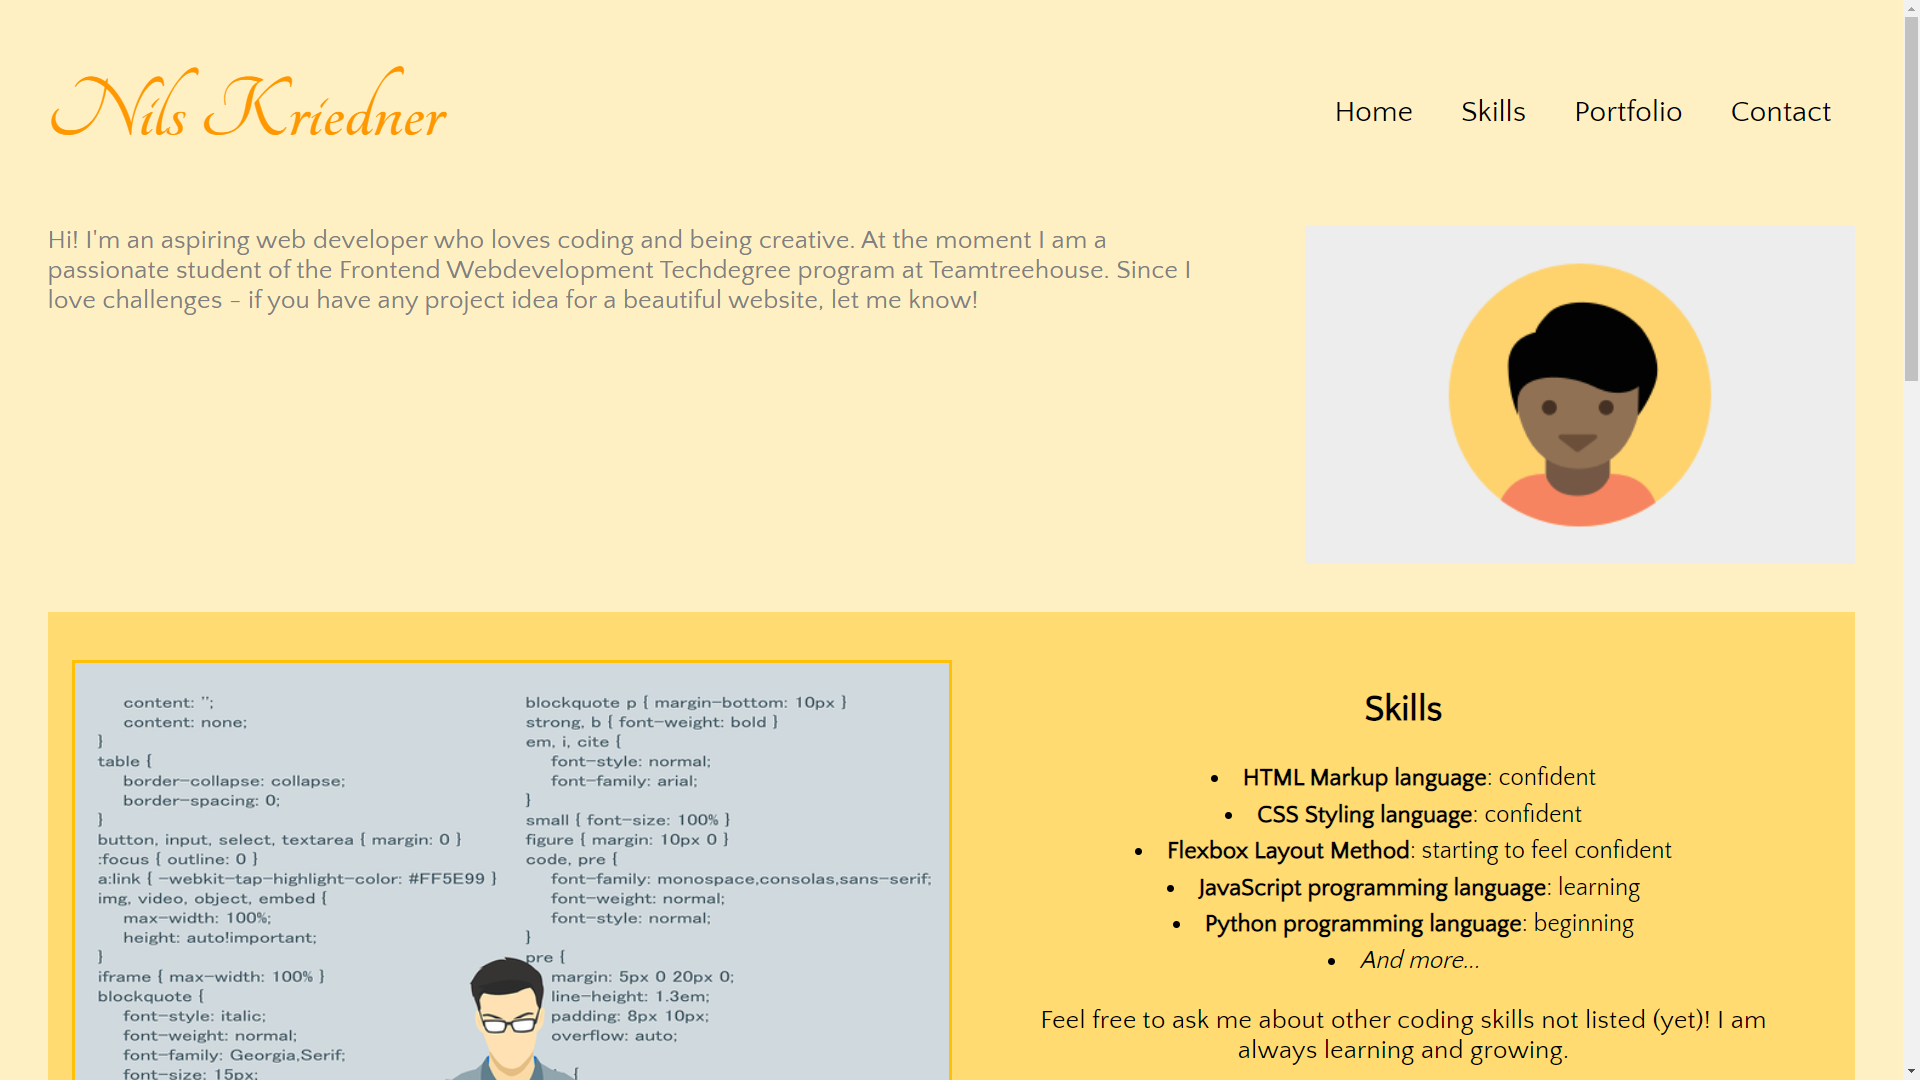 Nils Kriedner
Home Skills Portfolio Contact
Hi! I'm an aspiring web developer who loves coding and being creative. At the moment I am a
passionate student of the Frontend Webdevelopment Techdegree program at Teamtreehouse. Since I
love challenges - if you have any project idea for a beautiful website, let me know!
content: '';
content: none;
}
table {
border-collapse: collapse;
border-spacing: 0;
}
button, input, select, textarea { margin: 0 }
:focus { outline: 0 }
a:link { -webkit-tap-highlight-color: #FF5E99 }
img, video, object, embed {
max-width: 100%;
height: auto!important;
}
iframe { max-width: 100% }
blockquote {
font-style: italic;
font-weight: normal;
font-family: Georgia,Serif;
font-size: 15px;
blockquote p { margin-bottom: 10px }
strong, b { font-weight: bold }
em, i, cite {
font-style: normal;
font-family: arial;
}
small { font-size: 100% }
figure { margin: 10px 0 }
code, pre {
font-family: monospace,consolas,sans-serif;
font-weight: normal;
font-style: normal;
}
pre {
margin: 5px 0 20px 0;
line-height: 1.3em;
padding: 8px 10px;
overflow: auto;
{
Skills
• HTML Markup language: confident
• CSS Styling language: confident
• Flexbox Layout Method: starting to feel confident
• JavaScript programming language: learning
• Python programming language: beginning
• And more...
Feel free to ask me about other coding skills not listed (yet)! I am
always learning and growing.